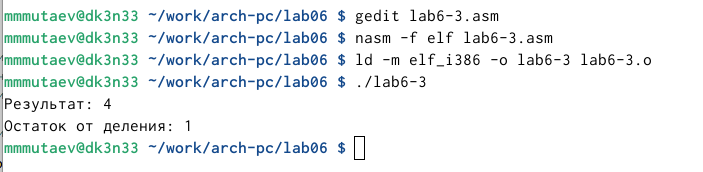 mmmutaev@dk3n33 ~/work/arch-pc/lab06 $ gedit lab6-3.asm
mmmutaev@dk3n33 ~/work/arch-pc/lab06 $ nasm -f elf lab6-3.asm
mmmutaev@dk3n33 ~/work/arch-pc/lab06 $ ld -m elf_i386 -o lab6-3 lab6-3.o
mmmutaev@dk3n33 ~/work/arch-pc/lab06 $ ./lab6-3
Результат: 4
Остаток от деления: 1
mmmutaev@dk3n33 ~/work/arch-pc/lab06 $